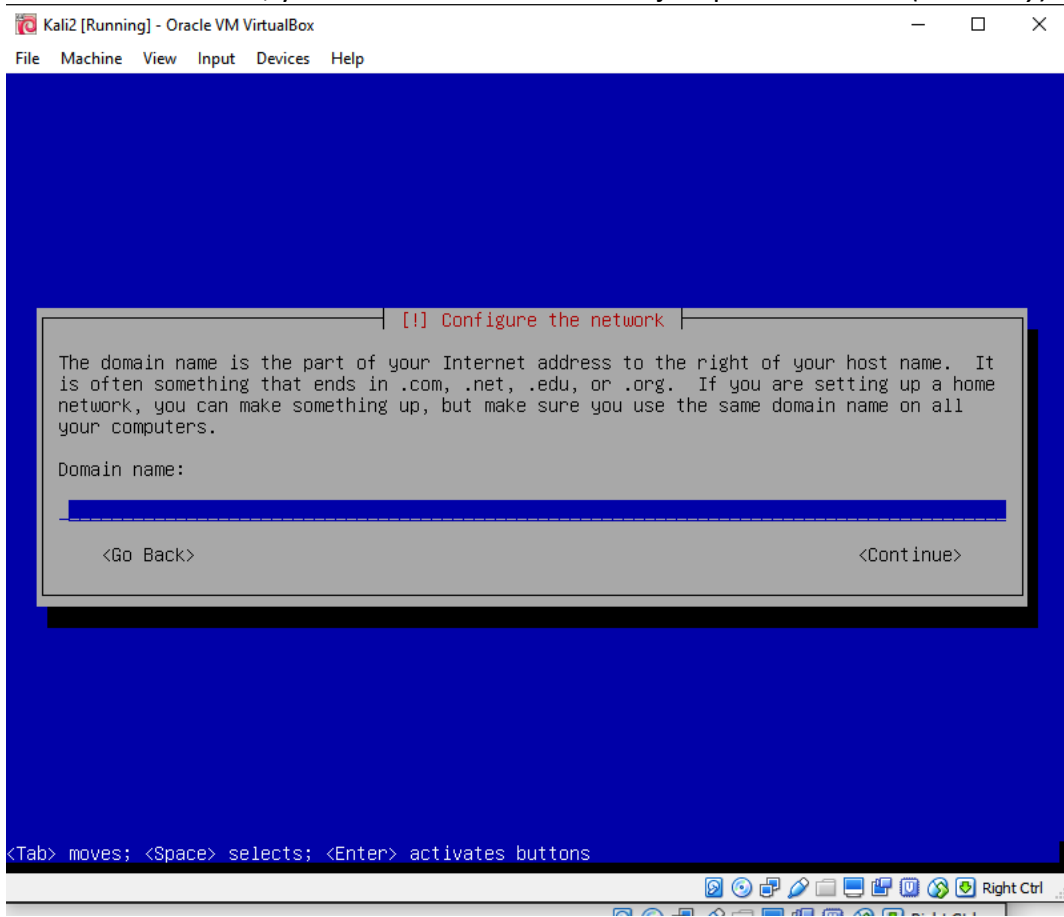 Kali2 [Running] - Oracle VM VirtualBox
File Machine View Input Devices Help
[!] Configure the network
The domain name is the part of your Internet address to the right of your host name. It
is often something that ends in .com, .net, .edu, or .org. If you are setting up a home
network, you can make something up, but make sure you use the same domain name on all
your computers.
Domain name:
<Go Back> <Continue>
<Tab> moves; <Space> selects; <Enter> activates buttons
Right Ctrl